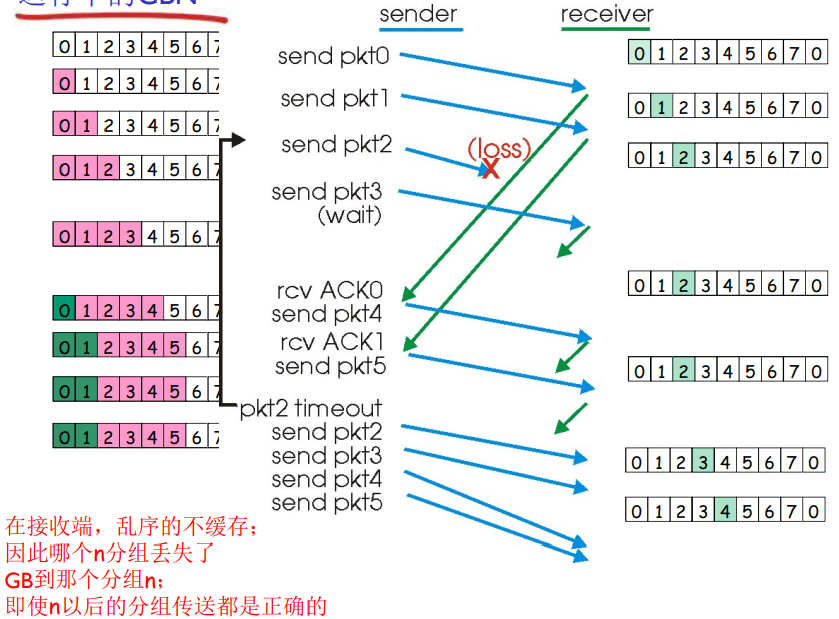 运行中的GBN
sender
receiver
0 1 2 3 4 5 6 7
0 1 2 3 4 5 6 7
0 1 2 3 4 5 6 7
0 1 2 3 4 5 6 7
0 1 2 3 4 5 6 7
0 1 2 3 4 5 6 7
0 1 2 3 4 5 6 7
0 1 2 3 4 5 6 7
0 1 2 3 4 5 6 7
send pkt0
send pkt1
send pkt2
(loss)
X
send pkt3
(wait)
rcv ACK0
send pkt4
rcv ACK1
send pkt5
pkt2 timeout
send pkt2
send pkt3
send pkt4
send pkt5
0 1 2 3 4 5 6 7 0
0 1 2 3 4 5 6 7 0
0 1 2 3 4 5 6 7 0
0 1 2 3 4 5 6 7 0
0 1 2 3 4 5 6 7 0
0 1 2 3 4 5 6 7 0
0 1 2 3 4 5 6 7 0
在接收端，乱序的不缓存；
因此哪个n分组丢失了
GB到那个分组n；
即使n以后的分组传送都是正确的